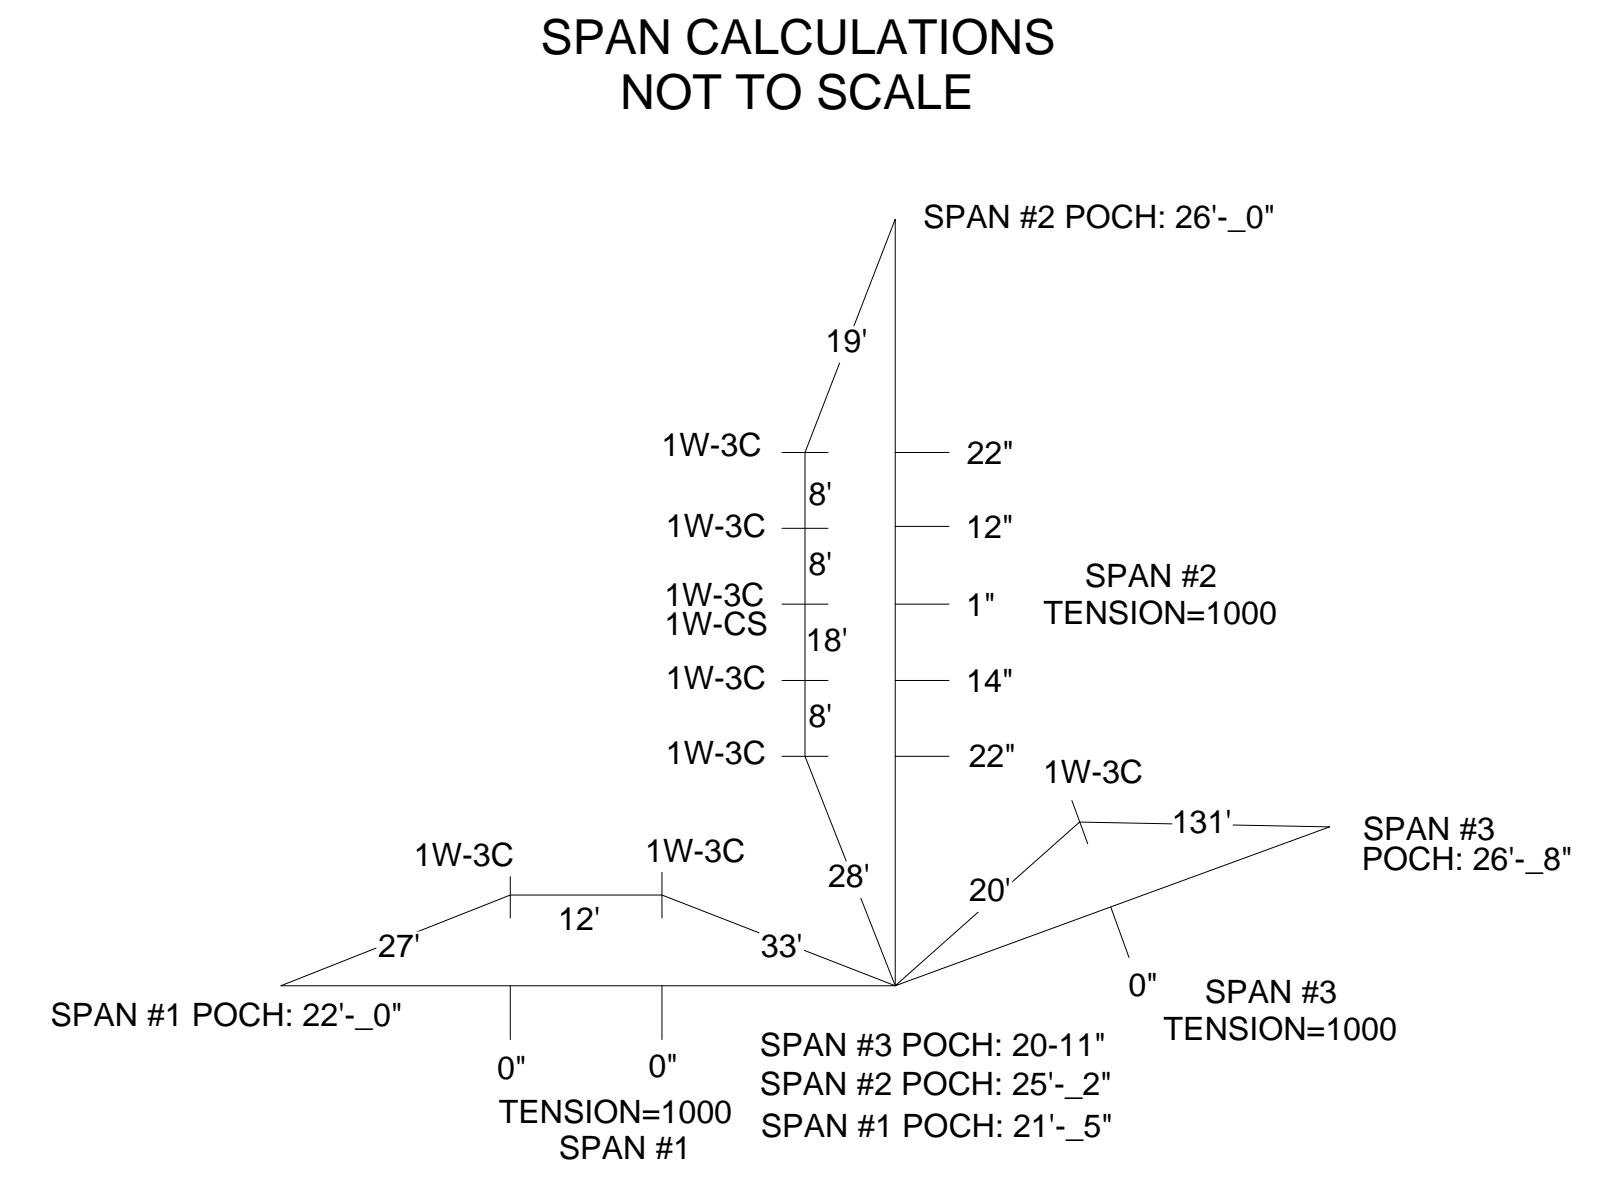 SPAN CALCULATIONS
NOT TO SCALE
SPAN #2 POCH: 26'-_0"
19'
1W-3C
22"
8'
1W-3C
12"
8'
1W-3C
1W-CS
1"
SPAN #2
TENSION=1000
18'
1W-3C
14"
8'
1W-3C
22"
28'
1W-3C
131'
20'
SPAN #3
POCH: 26'-_8"
0"
SPAN #3
TENSION=1000
1W-3C
1W-3C
27'
12'
33'
SPAN #1 POCH: 22'-_0"
0"
0"
TENSION=1000
SPAN #1
SPAN #3 POCH: 20-11"
SPAN #2 POCH: 25'-_2"
SPAN #1 POCH: 21'-_5"